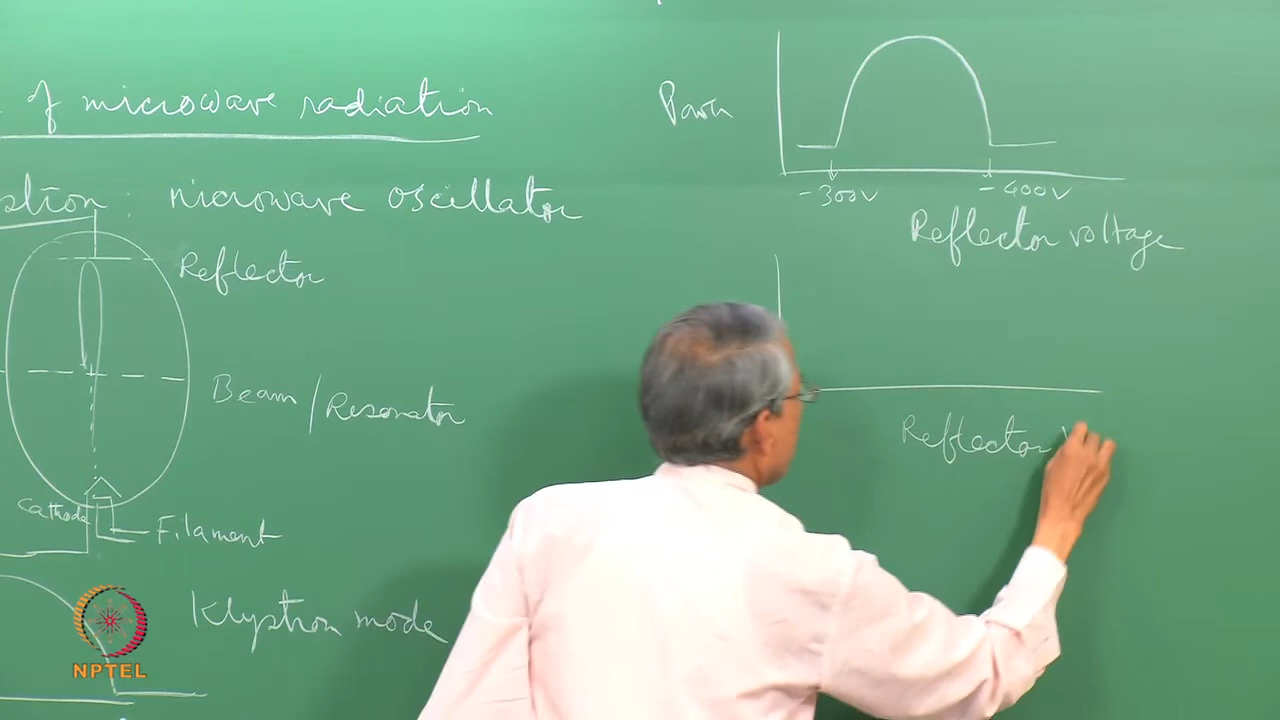 of microwave radiation
microwave oscillator
Reflector
Beam/Resonator
Cathode
Filament
Klystron mode
Power
-300V
-400V
Reflector voltage
Reflector
NPTEL